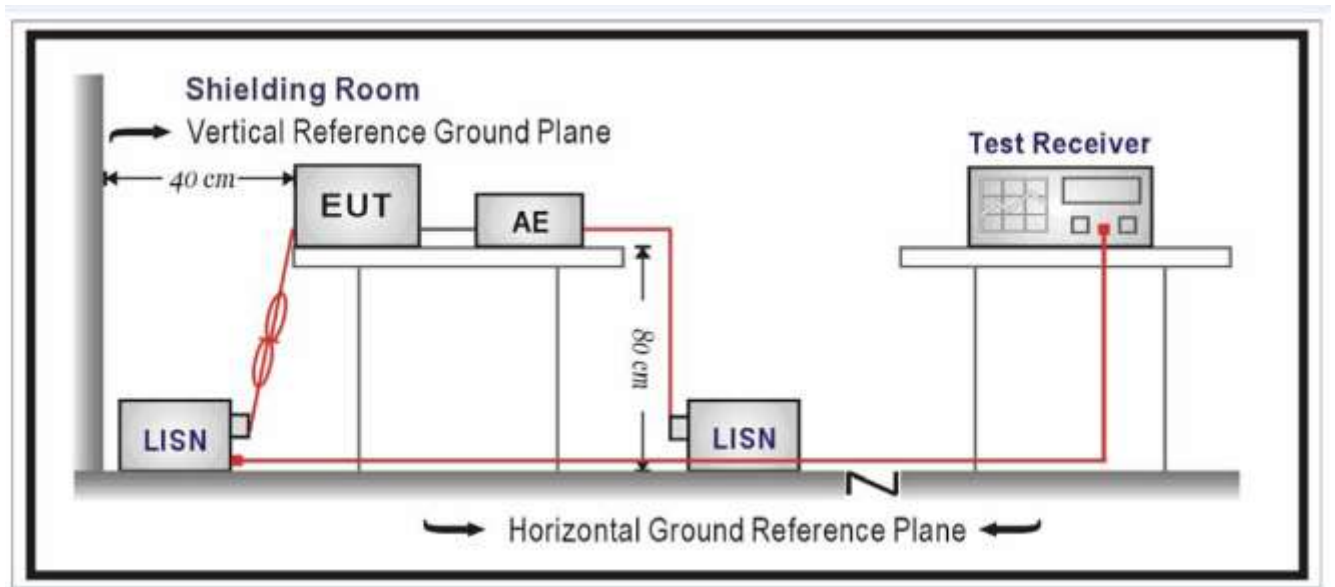 Shielding Room
Vertical Reference Ground Plane
40 cm
EUT
AE
Test Receiver
80 cm
LISN
LISN
Horizontal Ground Reference Plane